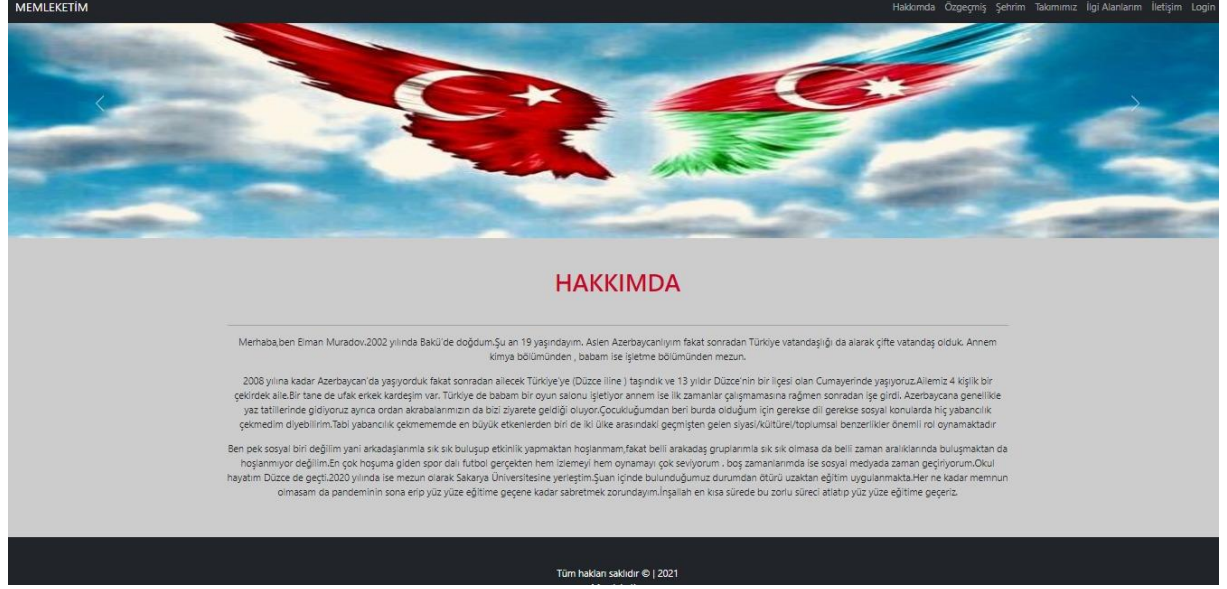 MEMLEKETİM
Hakkımda Özgeçmiş Şehrim Takımımız İlgi Alanlarım İletişim Login
HAKKIMDA
Merhaba,ben Elman Muradov.2002 yılında Bakü'de doğdum.Şu an 19 yaşındayım. Aslen Azerbaycanlıyım fakat sonradan Türkiye vatandaşlığı da alarak çifte vatandaş olduk. Annem
kimya bölümünden , babam ise işletme bölümünden mezun.
2008 yılına kadar Azerbaycan'da yaşıyorduk fakat sonradan ailecek Türkiye'ye (Düzce iline ) taşındık ve 13 yıldır Düzce'nin bir ilçesi olan Cumayerinde yaşıyoruz.Ailemiz 4 kişilik bir
çekirdek aile.Bir tane de ufak erkek kardeşim var. Türkiye de babam bir oyun salonu işletiyor annem ise ilk zamanlar çalışmamasına rağmen sonradan işe girdi. Azerbaycana genellikle
yaz tatillerinde gidiyoruz ayrıca ordan akrabalarımızın da bizi ziyarete geldiği oluyor.Çocukluğumdan beri burda olduğum için gerekse dil gerekse sosyal konularda hiç yabancılık
çekmedim diyebilirim.Tabi yabancılık çekmememde en büyük etkenlerden biri de iki ülke arasındaki geçmişten gelen siyasi/kültürel/toplumsal benzerlikler önemli rol oynamaktadır
Ben pek sosyal biri değilim yani arkadaşlarımla sık sık buluşup etkinlik yapmaktan hoşlanmam,fakat belli arakadaş gruplarımla sık sık olmasa da belli zaman aralıklarında buluşmaktan da
hoşlanmıyor değilim.En çok hoşuma giden spor dalı futbol gerçekten hem izlemeyi hem oynamayı çok seviyorum . boş zamanlarımda ise sosyal medyada zaman geçiriyorum.Okul
hayatım Düzce de geçti.2020 yılında ise mezun olarak Sakarya Üniversitesine yerleştim.Şuan içinde bulunduğumuz durumdan ötürü uzaktan eğitim uygulanmakta.Her ne kadar memnun
olmasam da pandeminin sona erip yüz yüze eğitime geçene kadar sabretmek zorundayım.İnşallah en kısa sürede bu zorlu süreci atlatıp yüz yüze eğitime geçeriz.
Tüm hakları saklıdır © | 2021